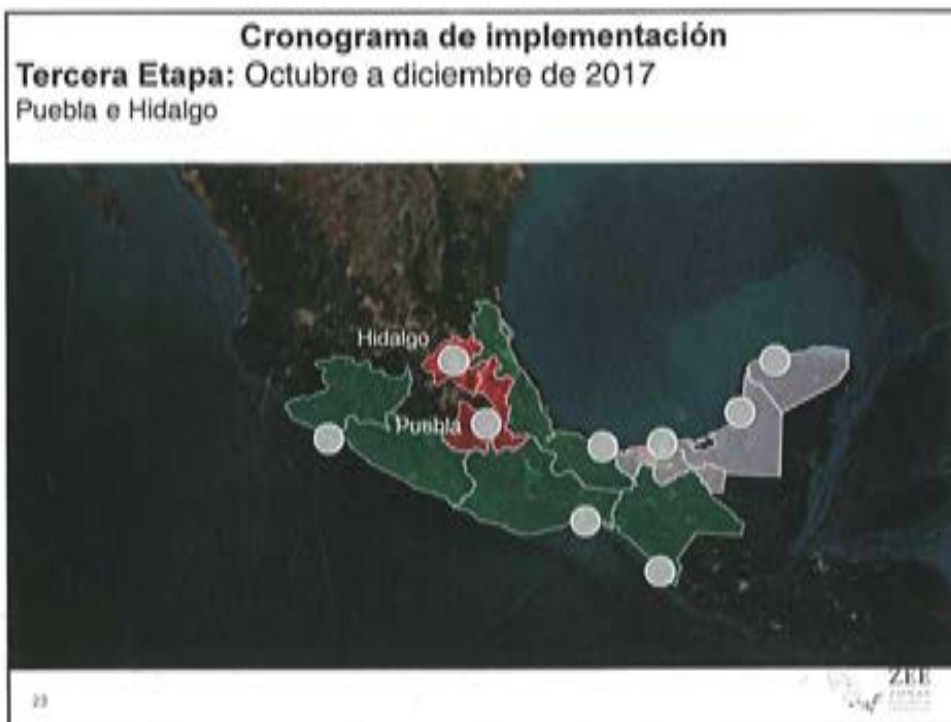 Cronograma de implementación
Tercera Etapa: Octubre a diciembre de 2017
Puebla e Hidalgo
Hidalgo
Puebla
23
ZEE